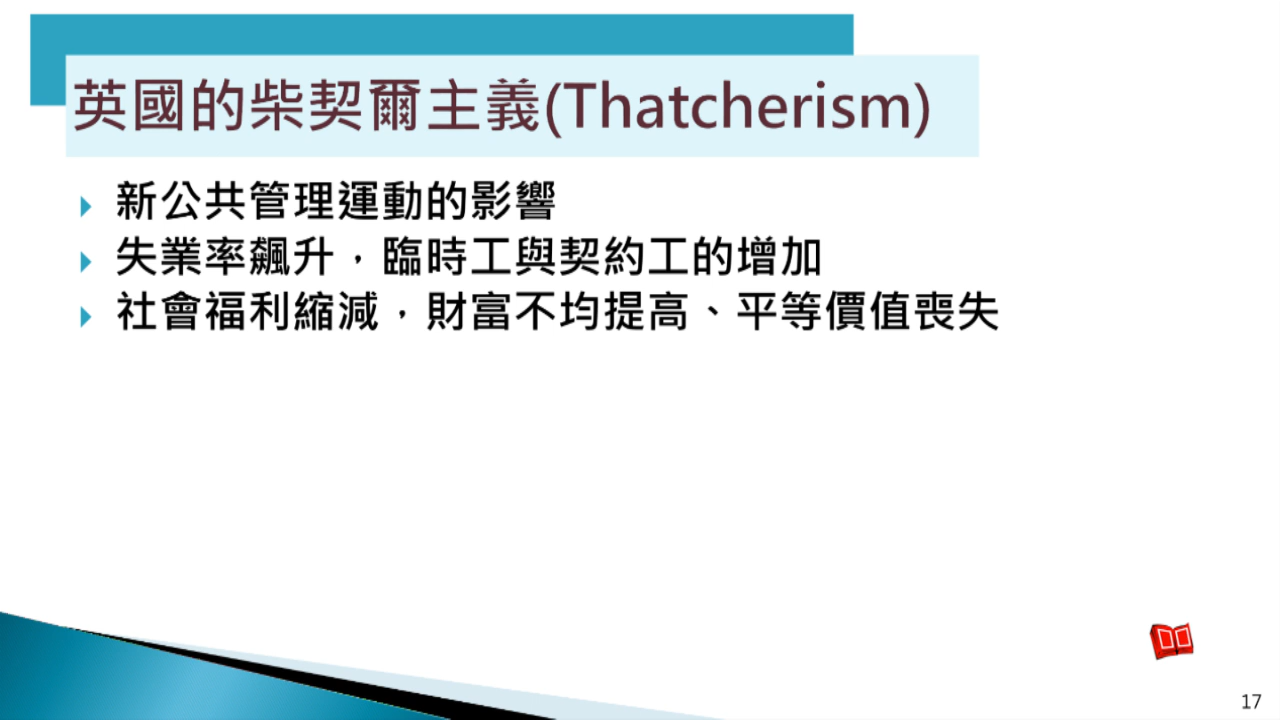 英國的柴契爾主義(Thatcherism)
新公共管理運動的影響
失業率飆升，臨時工與契約工的增加
社會福利縮減，財富不均提高、平等價值喪失
17